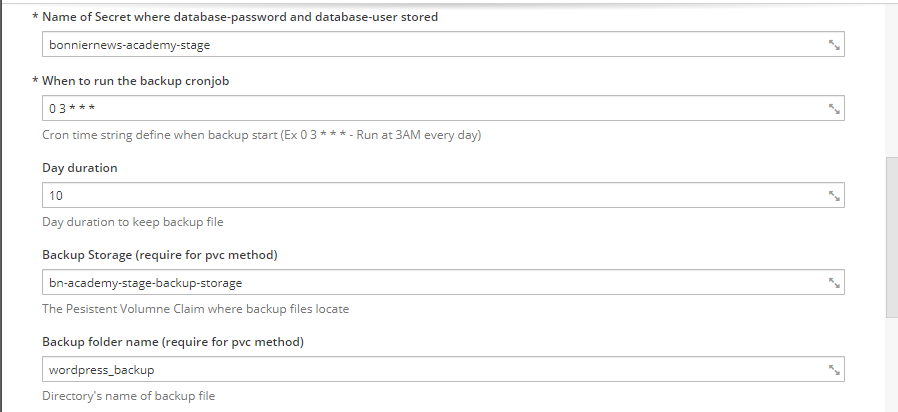 * Name of Secret where database-password and database-user stored
bonniernews-academy-stage
* When to run the backup cronjob
0 3 * * *
Cron time string define when backup start (Ex 0 3 * * * - Run at 3AM every day)
Day duration
10
Day duration to keep backup file
Backup Storage (require for pvc method)
bn-academy-stage-backup-storage
The Pesistent Volumne Claim where backup files locate
Backup folder name (require for pvc method)
wordpress_backup
Directory's name of backup file